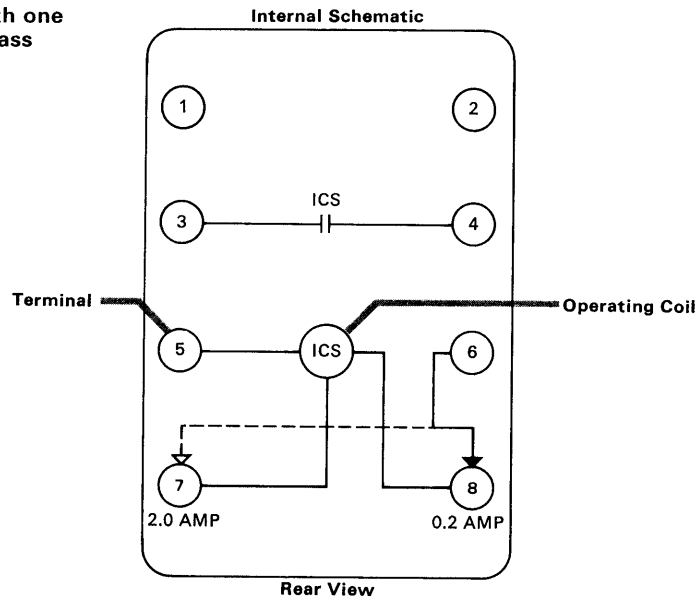 th one
ass
Internal Schematic
1
2
ICS
3
4
Terminal
Operating Coil
5
ICS
6
7
8
2.0 AMP
0.2 AMP
Rear View